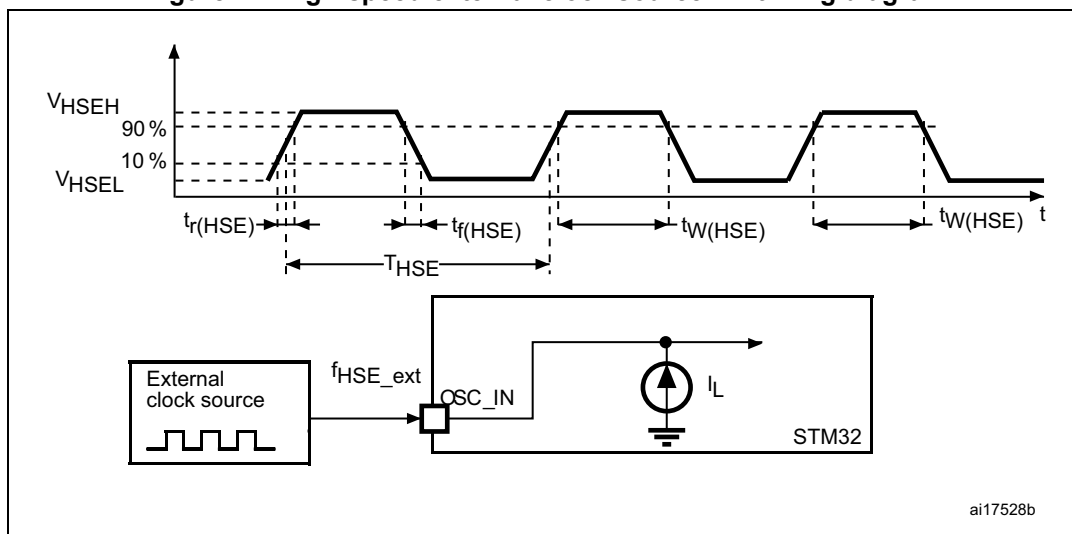 VHSEH
90 %
10 %
VHSEL
tr(HSE)
tf(HSE)
tW(HSE)
tW(HSE)
t
THSE
External
clock source
fHSE_ext
OSC_IN
IL
STM32
ai17528b